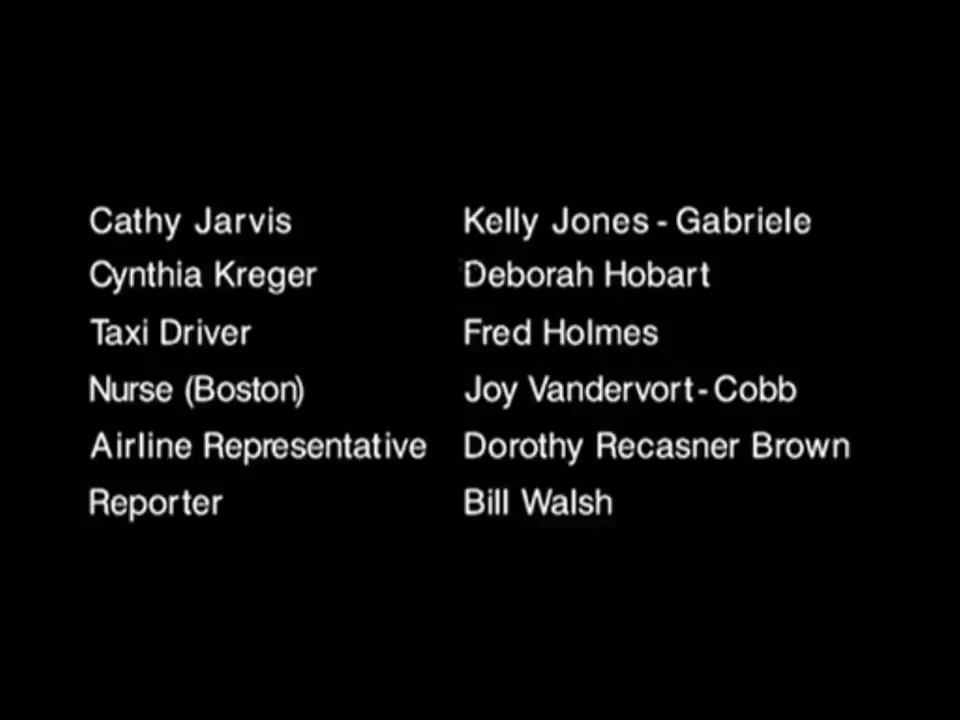 Cathy Jarvis Kelly Jones - Gabriele
Cynthia Kreger Deborah Hobart
Taxi Driver Fred Holmes
Nurse (Boston) Joy Vandervort-Cobb
Airline Representative Dorothy Recasner Brown
Reporter Bill Walsh